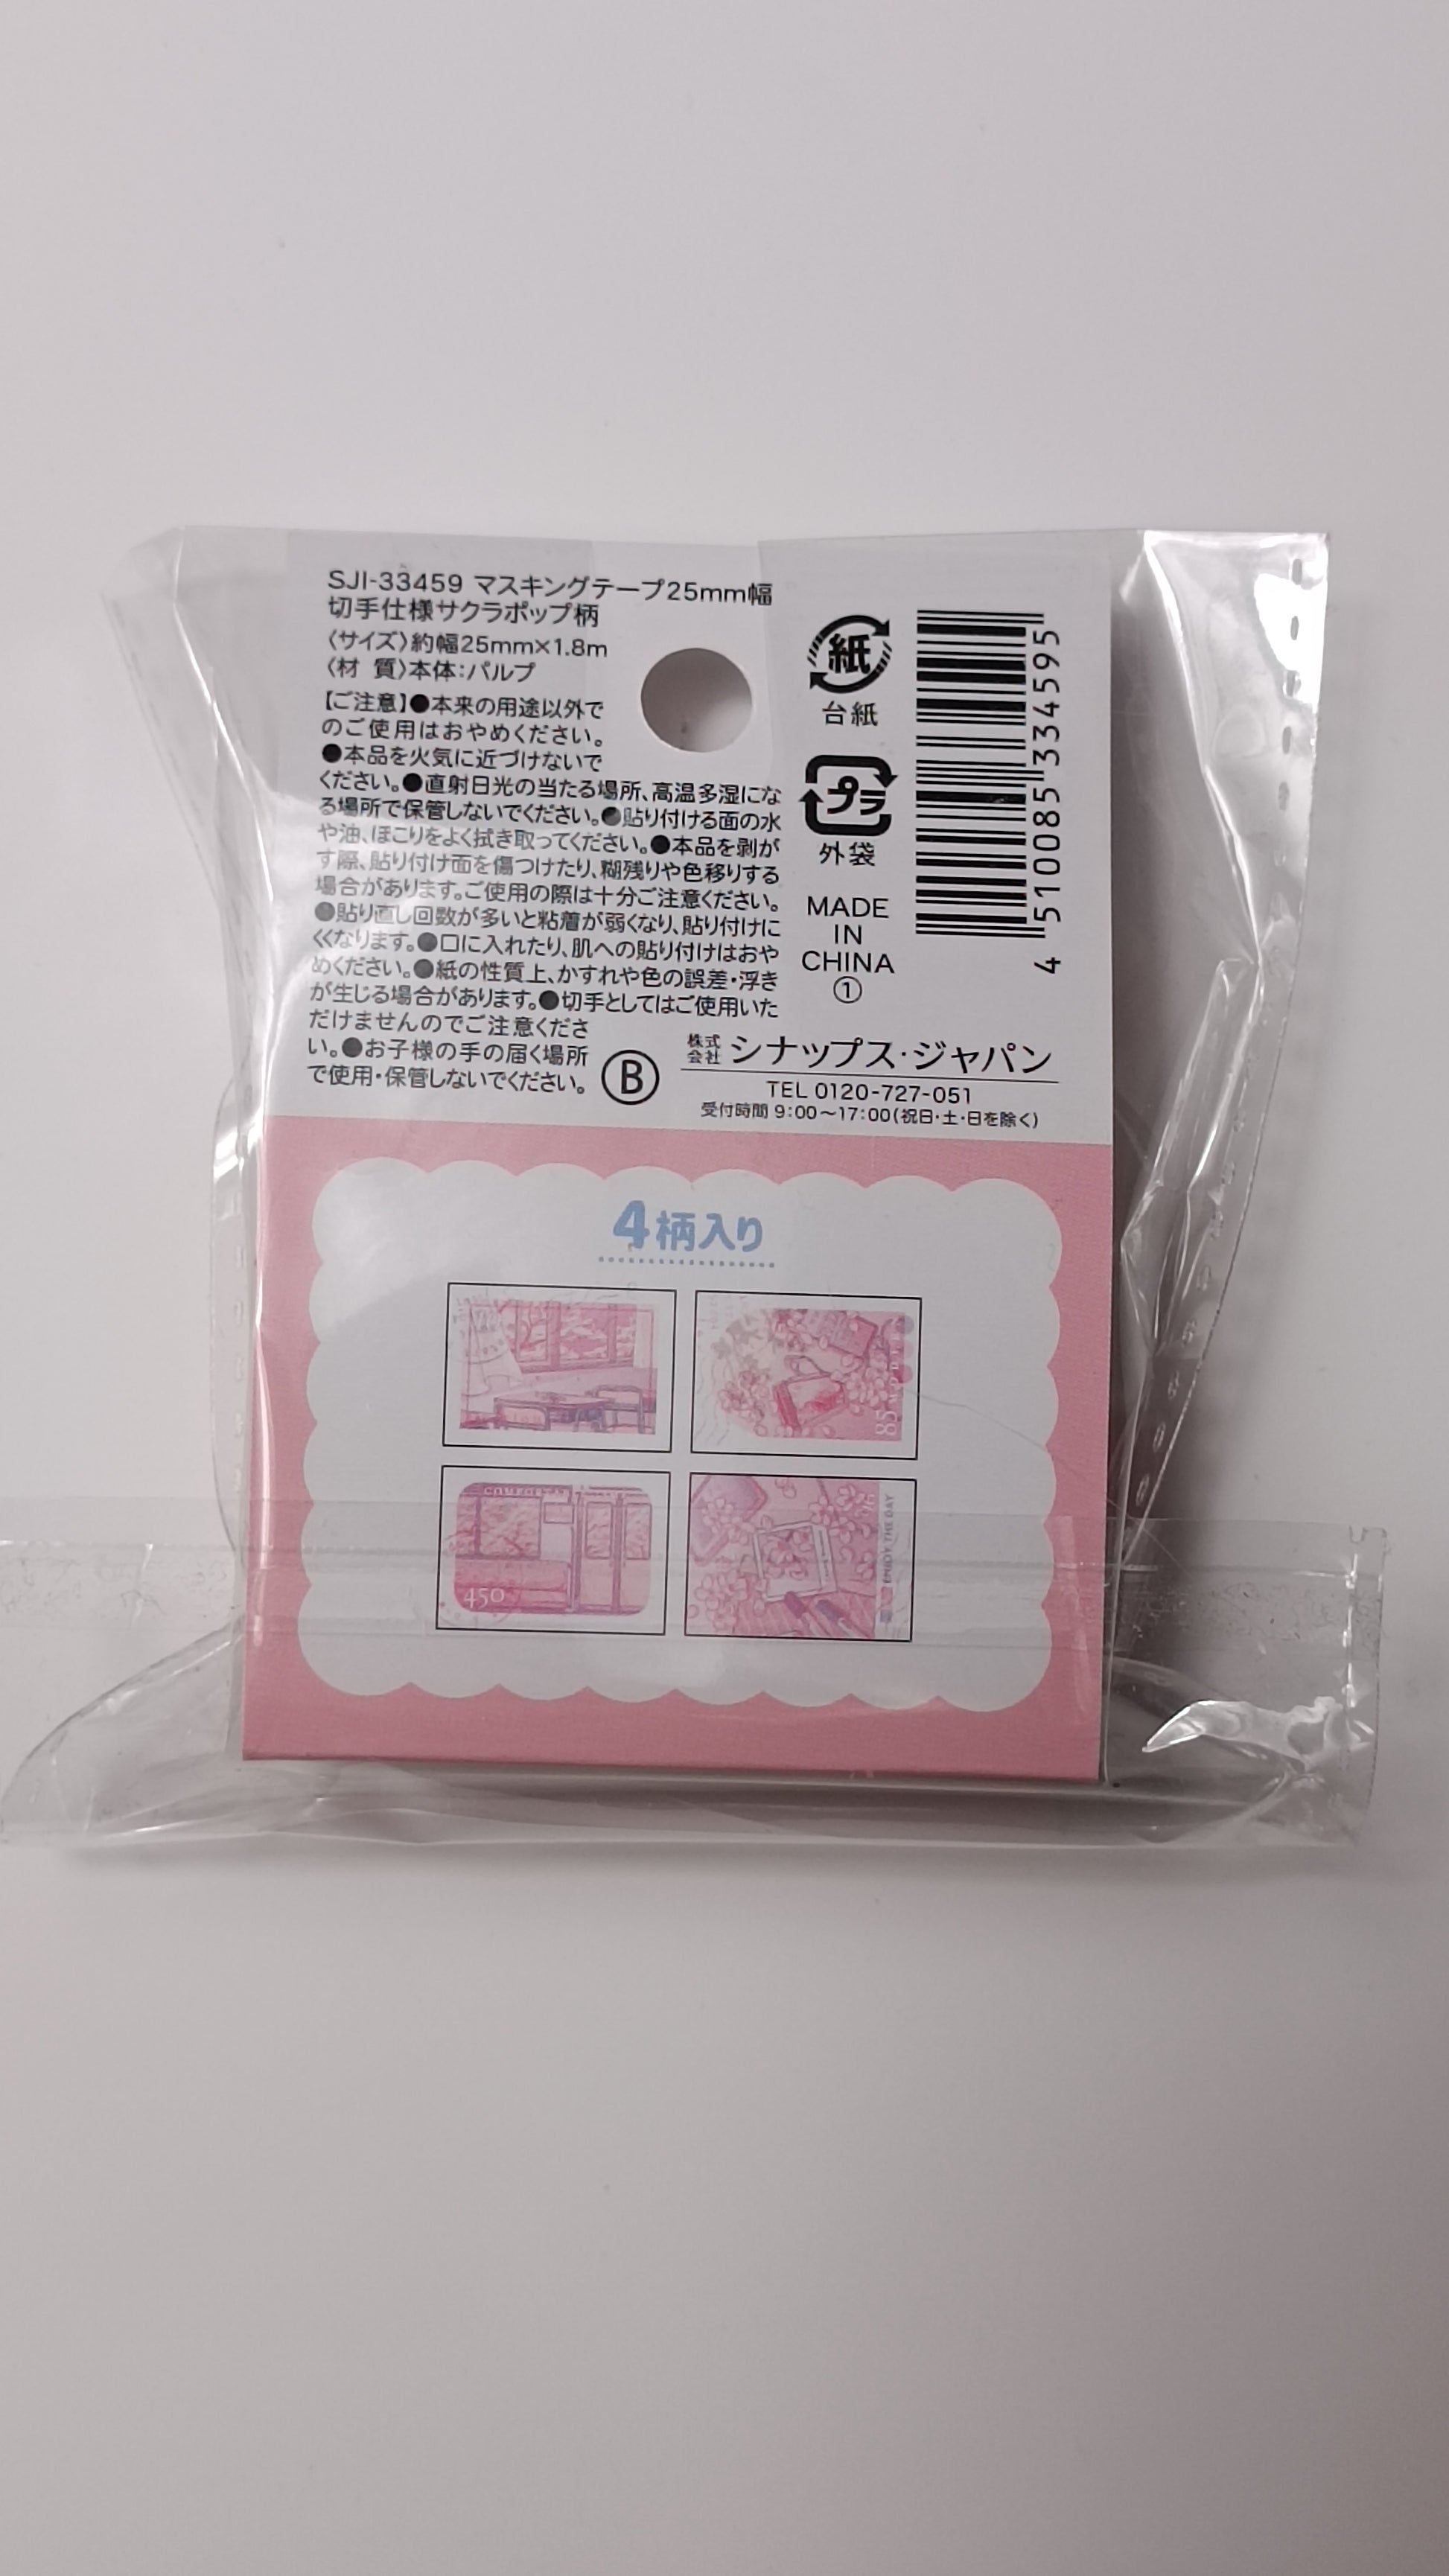 SJI-33459 マスキングテープ25mm幅
切手仕様サクラポップ柄
〈サイズ〉約幅25mm×1.8m
〈材 質〉本体：パルプ
【ご注意】●本来の用途以外で
のご使用はおやめください。
●本品を火気に近づけないで
ください。●直射日光の当たる場所、高温多湿にな
る場所で保管しないでください。●貼り付ける面の水
や油、ほこりをよく拭き取ってください。●本品を剥が
す際、貼り付け面を傷つけたり、糊残りや色移りする
場合があります。ご使用の際は十分ご注意ください。
●貼り直し回数が多いと粘着が弱くなり、貼り付けに
くくなります。●口に入れたり、肌への貼り付けはおや
めください。●紙の性質上、かすれや色の誤差・浮き
が生じる場合があります。●切手としてはご使用いた
だけませんのでご注意くださ
い。●お子様の手の届く場所
で使用・保管しないでください。
B
紙
台紙
プラ
外袋
MADE
IN
CHINA
①
4510085334595
株式会社 シナップス・ジャパン
TEL 0120-727-051
受付時間 9:00～17:00(祝日・土・日を除く)
4柄入り
85
450
ENJOY THE DAY